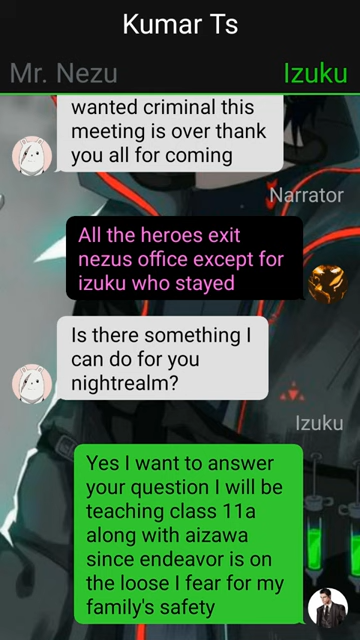 Kumar Ts
Mr. Nezu
Izuku
wanted criminal this
meeting is over thank
you all for coming
Narrator
All the heroes exit
nezus office except for
izuku who stayed
Is there something I
can do for you
nightrealm?
Izuku
Yes I want to answer
your question I will be
teaching class 11a
along with aizawa
since endeavor is on
the loose I fear for my
family's safety